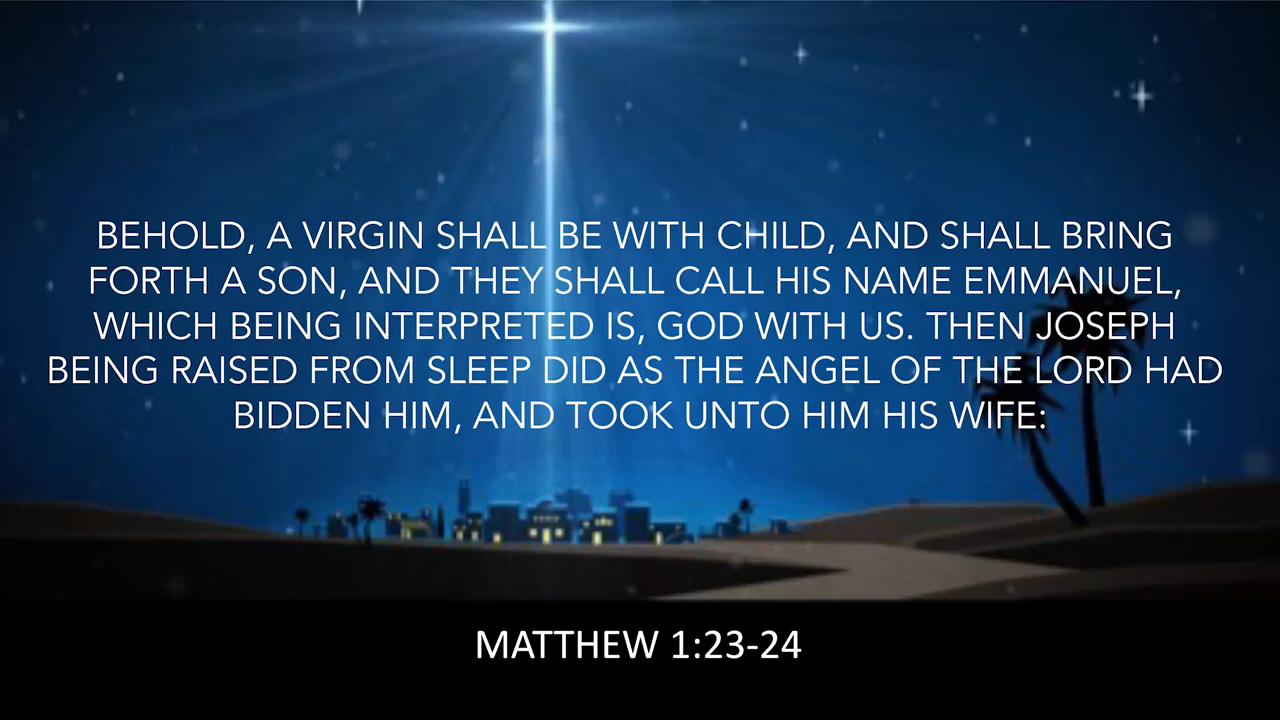 BEHOLD, A VIRGIN SHALL BE WITH CHILD, AND SHALL BRING
FORTH A SON, AND THEY SHALL CALL HIS NAME EMMANUEL,
WHICH BEING INTERPRETED IS, GOD WITH US. THEN JOSEPH
BEING RAISED FROM SLEEP DID AS THE ANGEL OF THE LORD HAD
BIDDEN HIM, AND TOOK UNTO HIM HIS WIFE:
MATTHEW 1:23-24